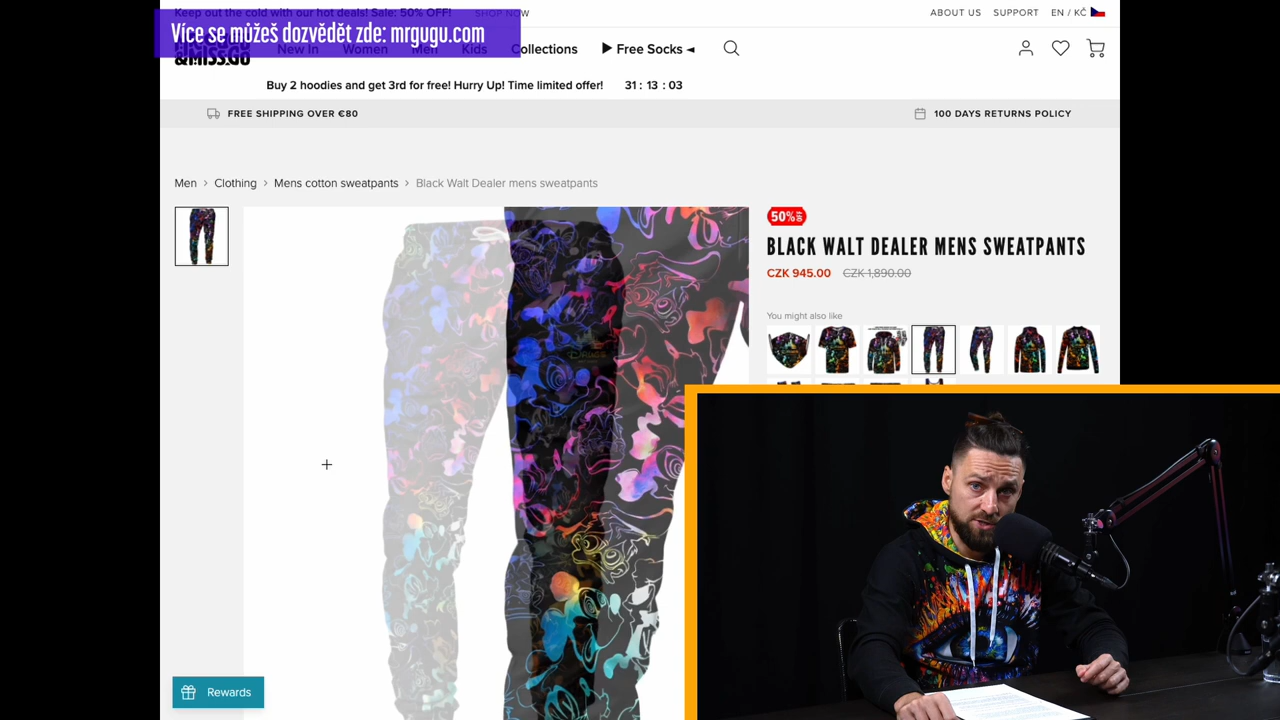 Keep out the cold with our hot deals! Sale: 50% OFF! SHOP NOW
ABOUT US SUPPORT EN / KČ
Více se můžeš dozvědět zde: mrgugu.com
&MISS.GO
New In Women Men Kids Collections ▶ Free Socks ◄
Buy 2 hoodies and get 3rd for free! Hurry Up! Time limited offer! 31 : 13 : 03
FREE SHIPPING OVER €80
100 DAYS RETURNS POLICY
Men > Clothing > Mens cotton sweatpants > Black Walt Dealer mens sweatpants
50%
BLACK WALT DEALER MENS SWEATPANTS
CZK 945.00 CZK 1,890.00
You might also like
Rewards